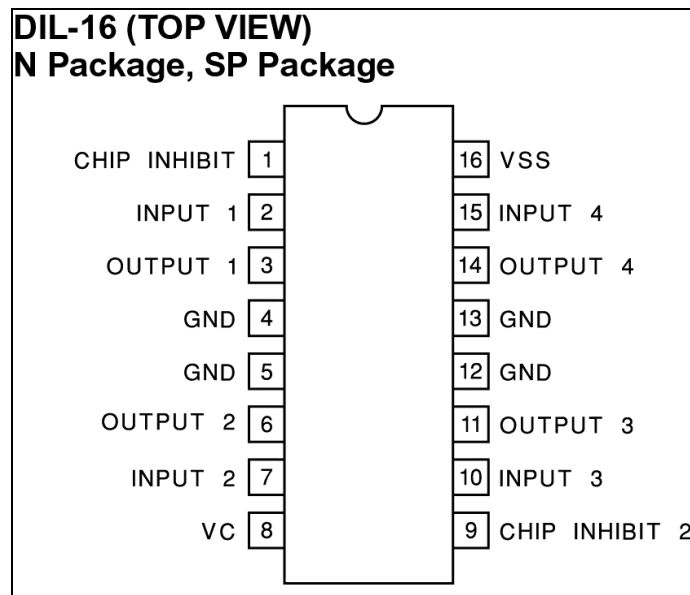 DIL-16 (TOP VIEW)
N Package, SP Package
CHIP INHIBIT 1 16 VSS
INPUT 1 2 15 INPUT 4
OUTPUT 1 3 14 OUTPUT 4
GND 4 13 GND
GND 5 12 GND
OUTPUT 2 6 11 OUTPUT 3
INPUT 2 7 10 INPUT 3
VC 8 9 CHIP INHIBIT 2